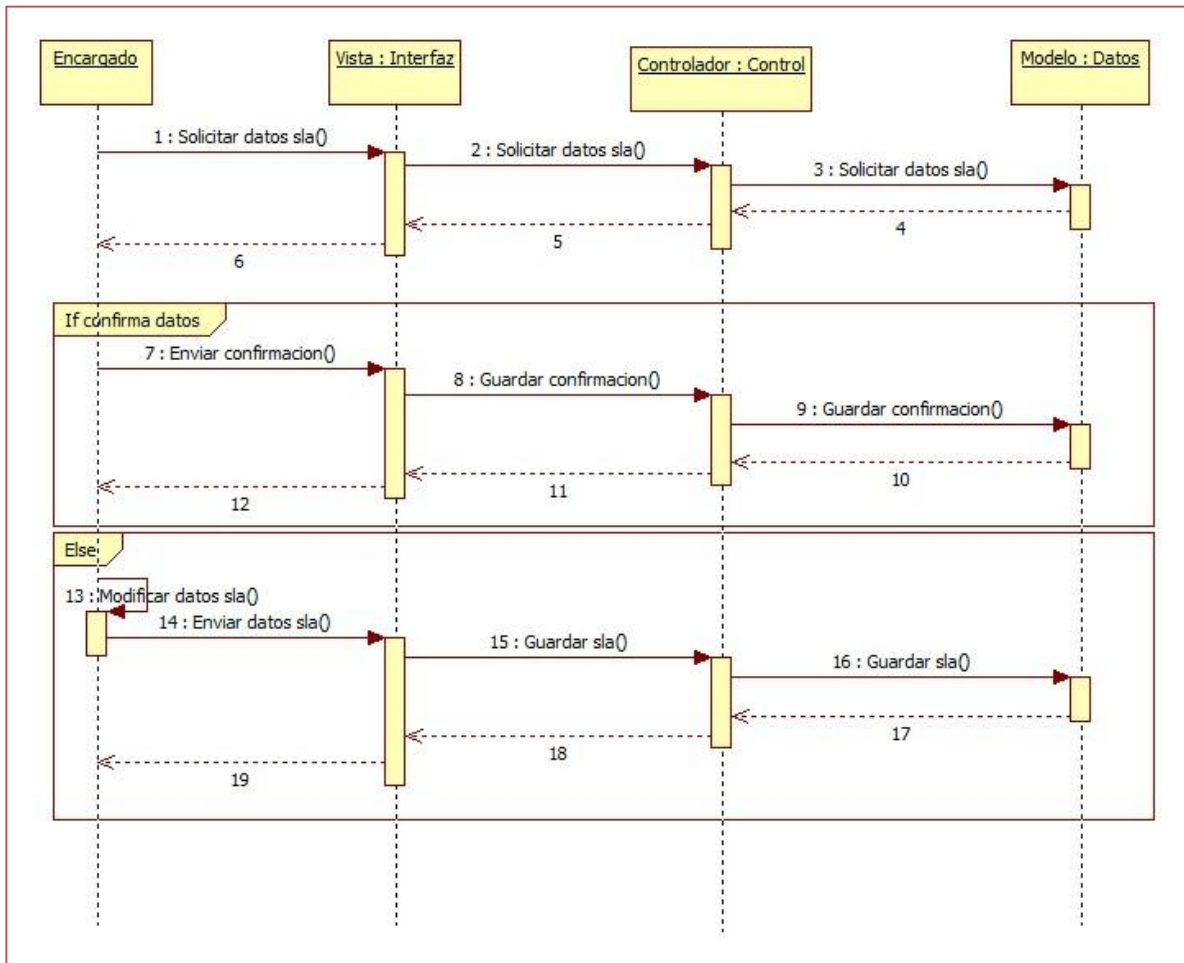 Encargado
Vista : Interfaz
Controlador : Control
Modelo : Datos
1 : Solicitar datos sla()
2 : Solicitar datos sla()
3 : Solicitar datos sla()
4
5
6
If confirma datos
7 : Enviar confirmacion()
8 : Guardar confirmacion()
9 : Guardar confirmacion()
10
11
12
Else
13 : Modificar datos sla()
14 : Enviar datos sla()
15 : Guardar sla()
16 : Guardar sla()
17
18
19